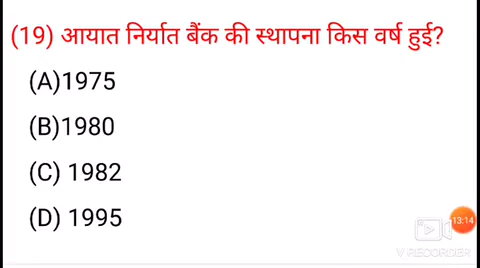 (19) आयात निर्यात बैंक की स्थापना किस वर्ष हुई?
(A)1975
(B)1980
(C) 1982
(D) 1995
13:14
V RECORDER